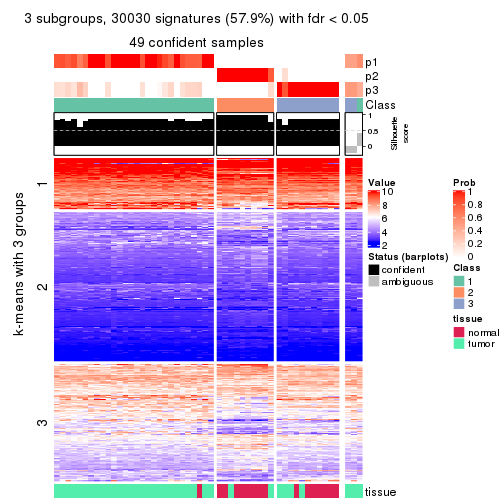 3 subgroups, 30030 signatures (57.9%) with fdr < 0.05
49 confident samples
p1
p2
p3
Class
1
0.5
0
Silhouette
score
k-means with 3 groups
1
2
3
tissue
Value
10
8
6
4
2
Status (barplots)
confident
ambiguous
Prob
1
0.8
0.6
0.4
0.2
0
Class
1
2
3
tissue
normal
tumor